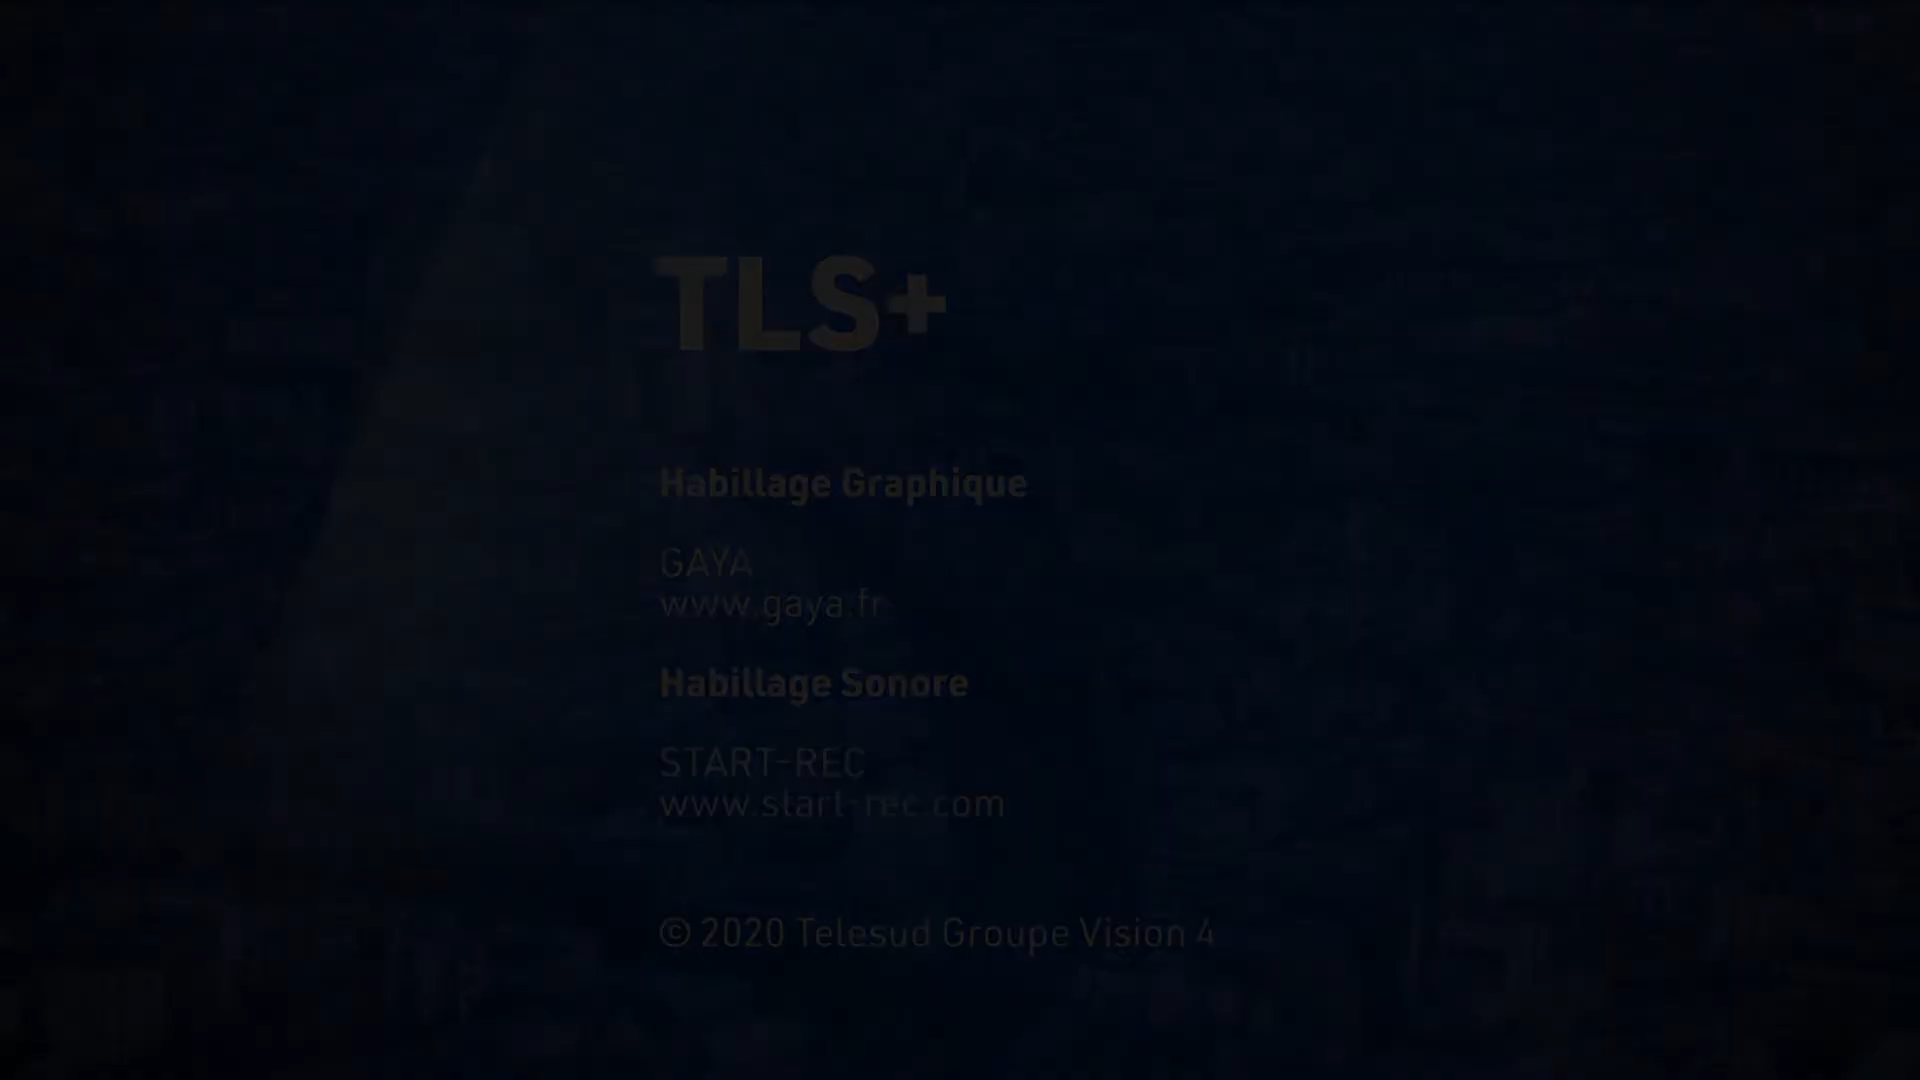 TLS+
Habillage Graphique
GAYA
www.gaya.fr
Habillage Sonore
START-REC
www.start-rec.com
© 2020 Telesud Groupe Vision 4